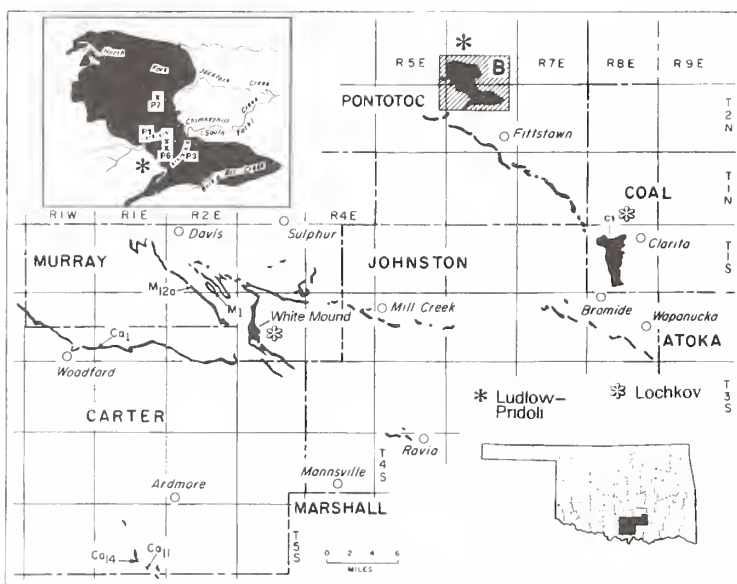 North
Fork
Jackfork
Creek
P7
Chimneyhill
Creek
South
Fork
P1
P6
P3
Creek
R5E
R7E
R8E
R9E
B
PONTOTOC
Fittstown
T2N
T1N
COAL
C1
Clarita
T1S
R1W
R1E
R2E
R4E
Davis
Sulphur
MURRAY
JOHNSTON
M12a
M1
White Mound
Mill Creek
Bromide
Wapanucka
ATOKA
Ca1
Woodford
CARTER
* Ludlow-
Pridoli
Lochkov
T3S
Ravia
T4S
Ardmore
Mannsville
MARSHALL
T5S
Ca14
Ca11
0 2 4 6
MILES